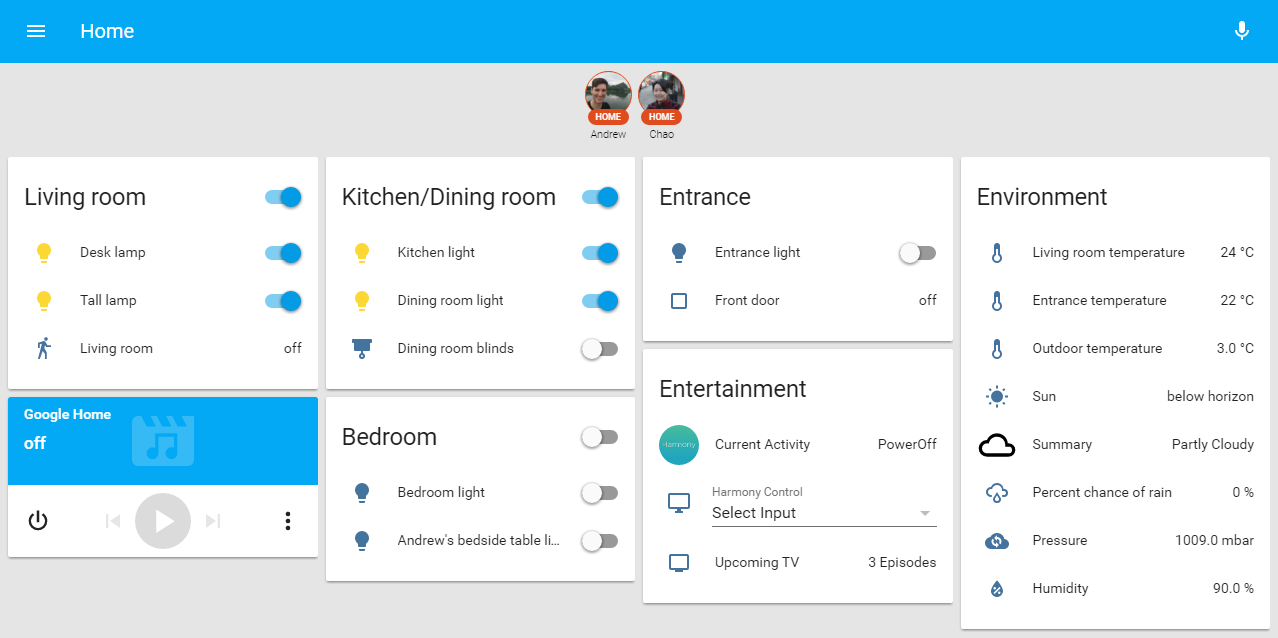 Home
HOME
Andrew
HOME
Chao
Living room
Desk lamp
Tall lamp
Living room off
Google Home
off
Kitchen/Dining room
Kitchen light
Dining room light
Dining room blinds
Bedroom
Bedroom light
Andrew's bedside table li...
Entrance
Entrance light
Front door off
Entertainment
Harmony
Current Activity PowerOff
Harmony Control
Select Input
Upcoming TV 3 Episodes
Environment
Living room temperature 24 °C
Entrance temperature 22 °C
Outdoor temperature 3.0 °C
Sun below horizon
Summary Partly Cloudy
Percent chance of rain 0 %
Pressure 1009.0 mbar
Humidity 90.0 %